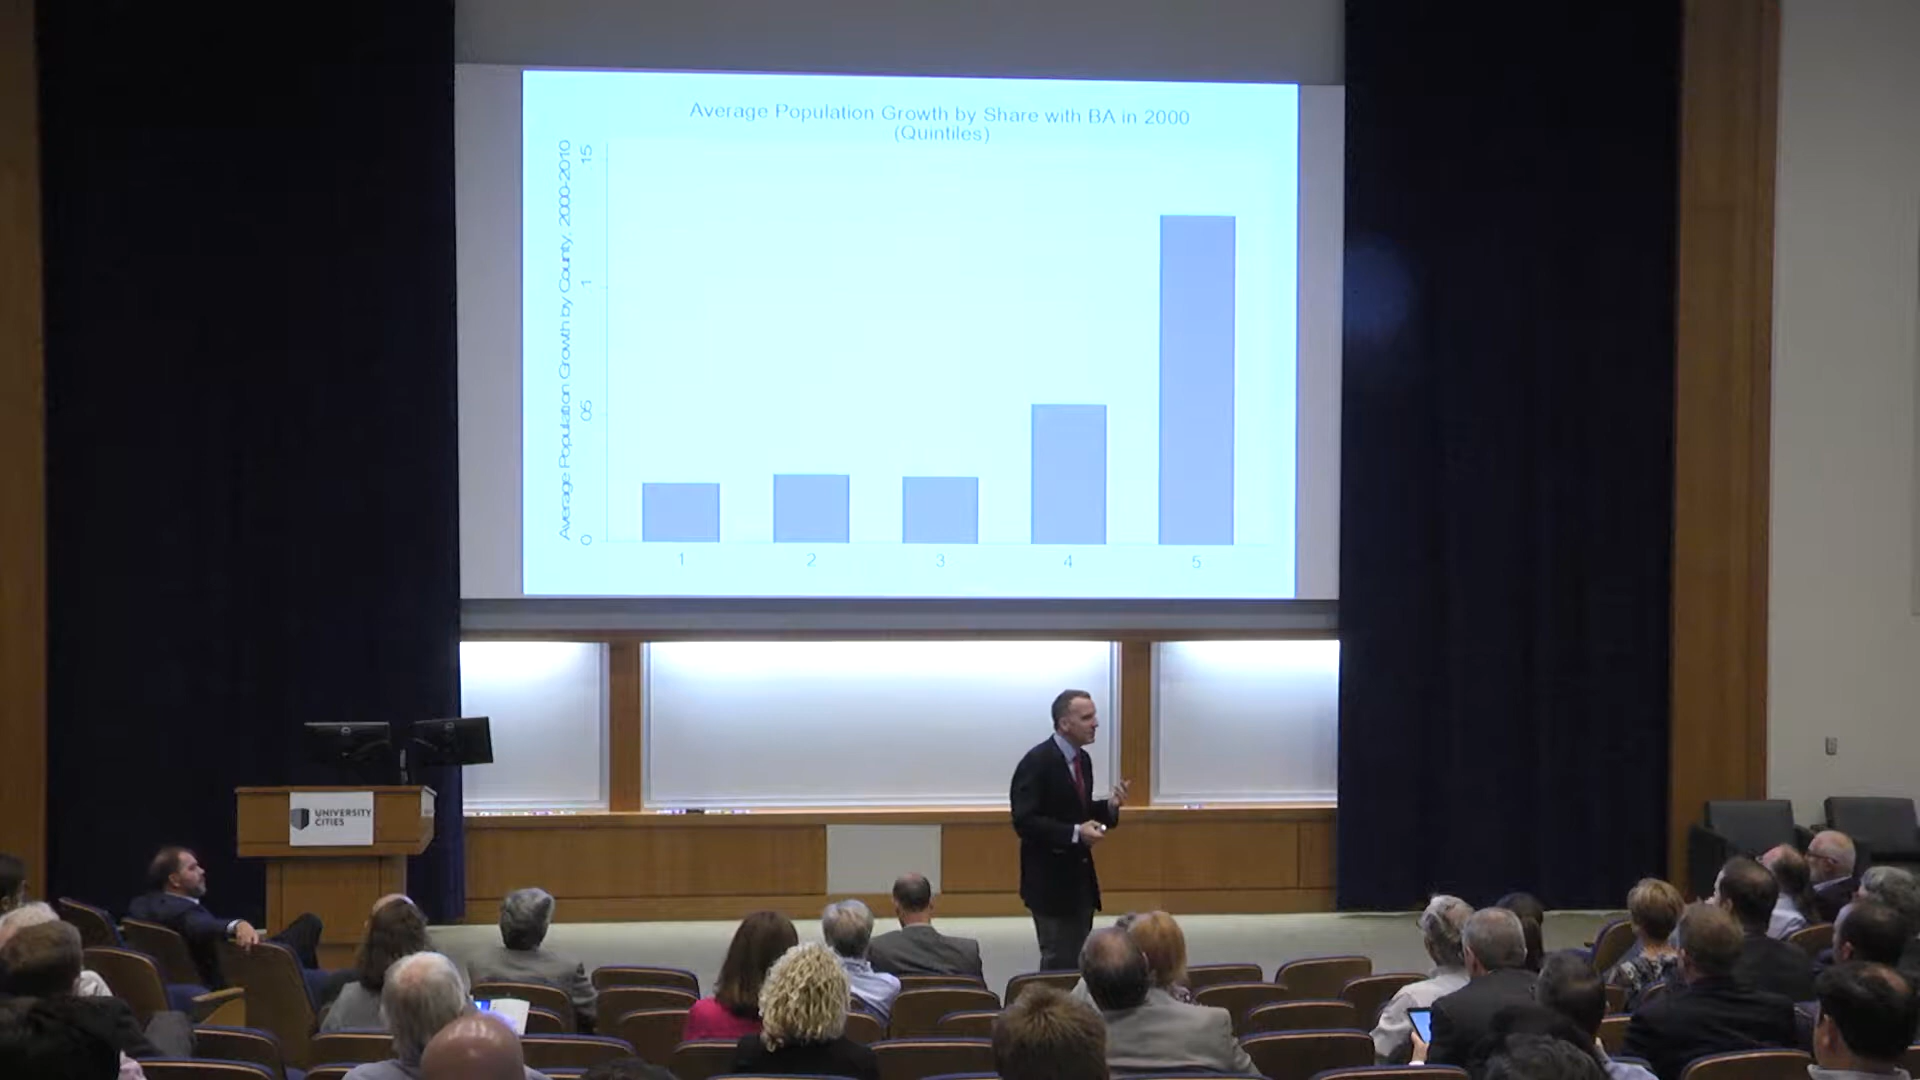 Average Population Growth by Share with BA in 2000
(Quintiles)
Average Population Growth by County, 2000-2010
.15
.1
.05
0
1
2
3
4
5
UNIVERSITY
CITIES